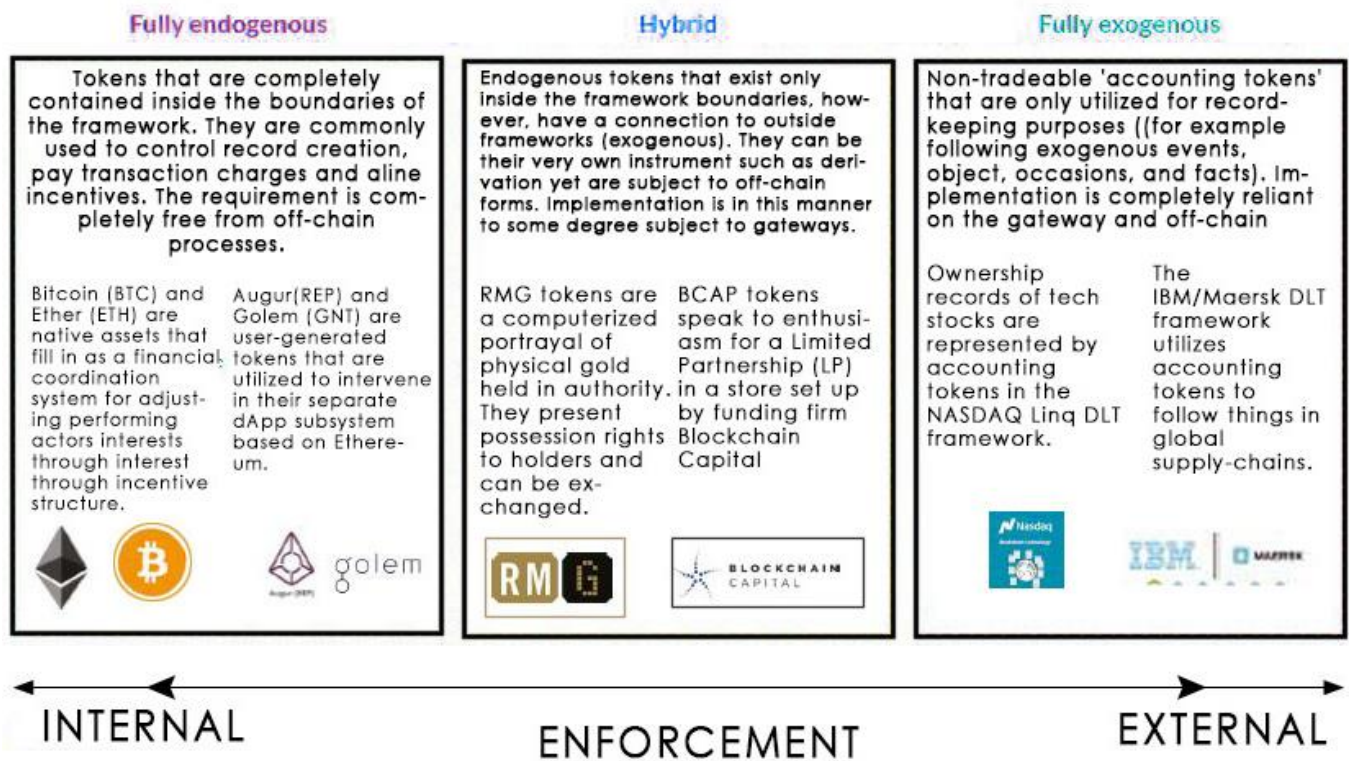 Fully endogenous
Hybrid
Fully exogenous
Tokens that are completely
contained inside the boundaries of
the framework. They are commonly
used to control record creation,
pay transaction charges and aline
incentives. The requirement is com-
pletely free from off-chain
processes.
Bitcoin (BTC) and
Ether (ETH) are
native assets that
fill in as a financial
coordination
system for adjust-
ing performing
actors interests
through interest
through incentive
structure.
Augur(REP) and
Golem (GNT) are
user-generated
tokens that are
utilized to intervene
in their separate
dApp subsystem
based on Ethere-
um.
Augur (REP)
golem
Endogenous tokens that exist only
inside the framework boundaries, how-
ever, have a connection to outside
frameworks (exogenous). They can be
their very own instrument such as deri-
vation yet are subject to off-chain
forms. Implementation is in this manner
to some degree subject to gateways.
RMG tokens are
a computerized
portrayal of
physical gold
held in authority.
They present
possession rights
to holders and
can be ex-
changed.
BCAP tokens
speak to enthusi-
asm for a Limited
Partnership (LP)
in a store set up
by funding firm
Blockchain
Capital
RMG
BLOCKCHAIN
CAPITAL
Non-tradeable 'accounting tokens'
that are only utilized for record-
keeping purposes ((for example
following exogenous events,
object, occasions, and facts). Im-
plementation is completely reliant
on the gateway and off-chain
Ownership
records of tech
stocks are
represented by
accounting
tokens in the
NASDAQ Linq DLT
framework.
The
IBM/Maersk DLT
framework
utilizes
accounting
tokens to
follow things in
global
supply-chains.
Nasdaq
IBM
MAERSK
INTERNAL
ENFORCEMENT
EXTERNAL